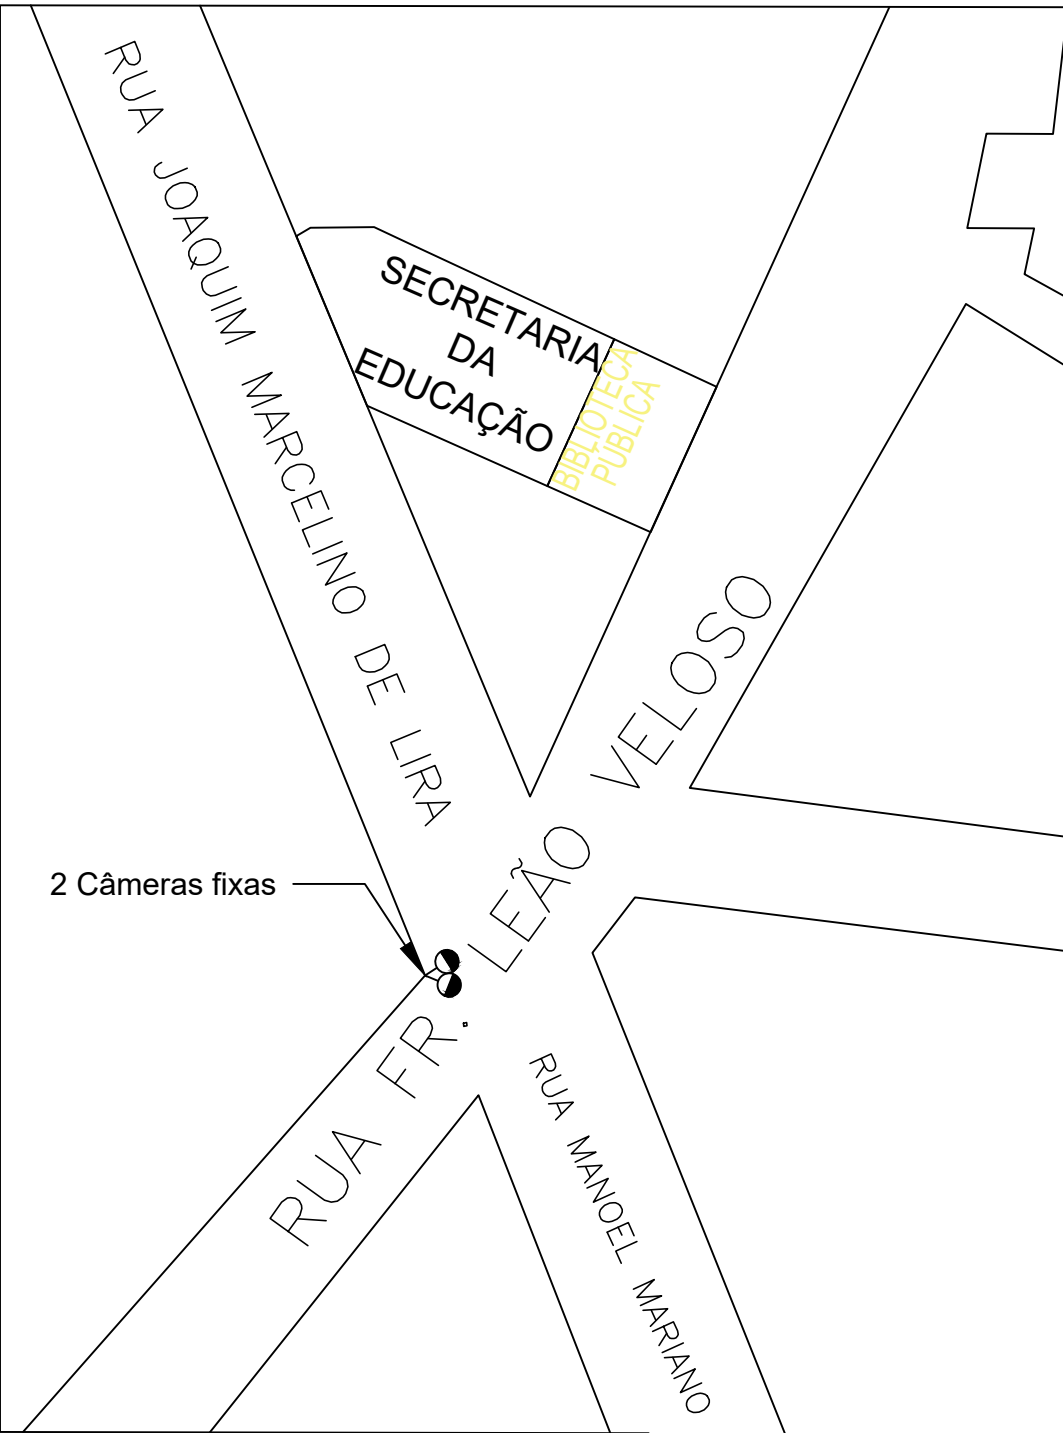 RUA JOAQUIM MARCELINO DE LIRA
SECRETARIA
DA
EDUCAÇÃO
BIBLIOTECA
PÚBLICA
RUA FR. LEÃO VELOSO
2 Câmeras fixas
RUA MANOEL MARIANO